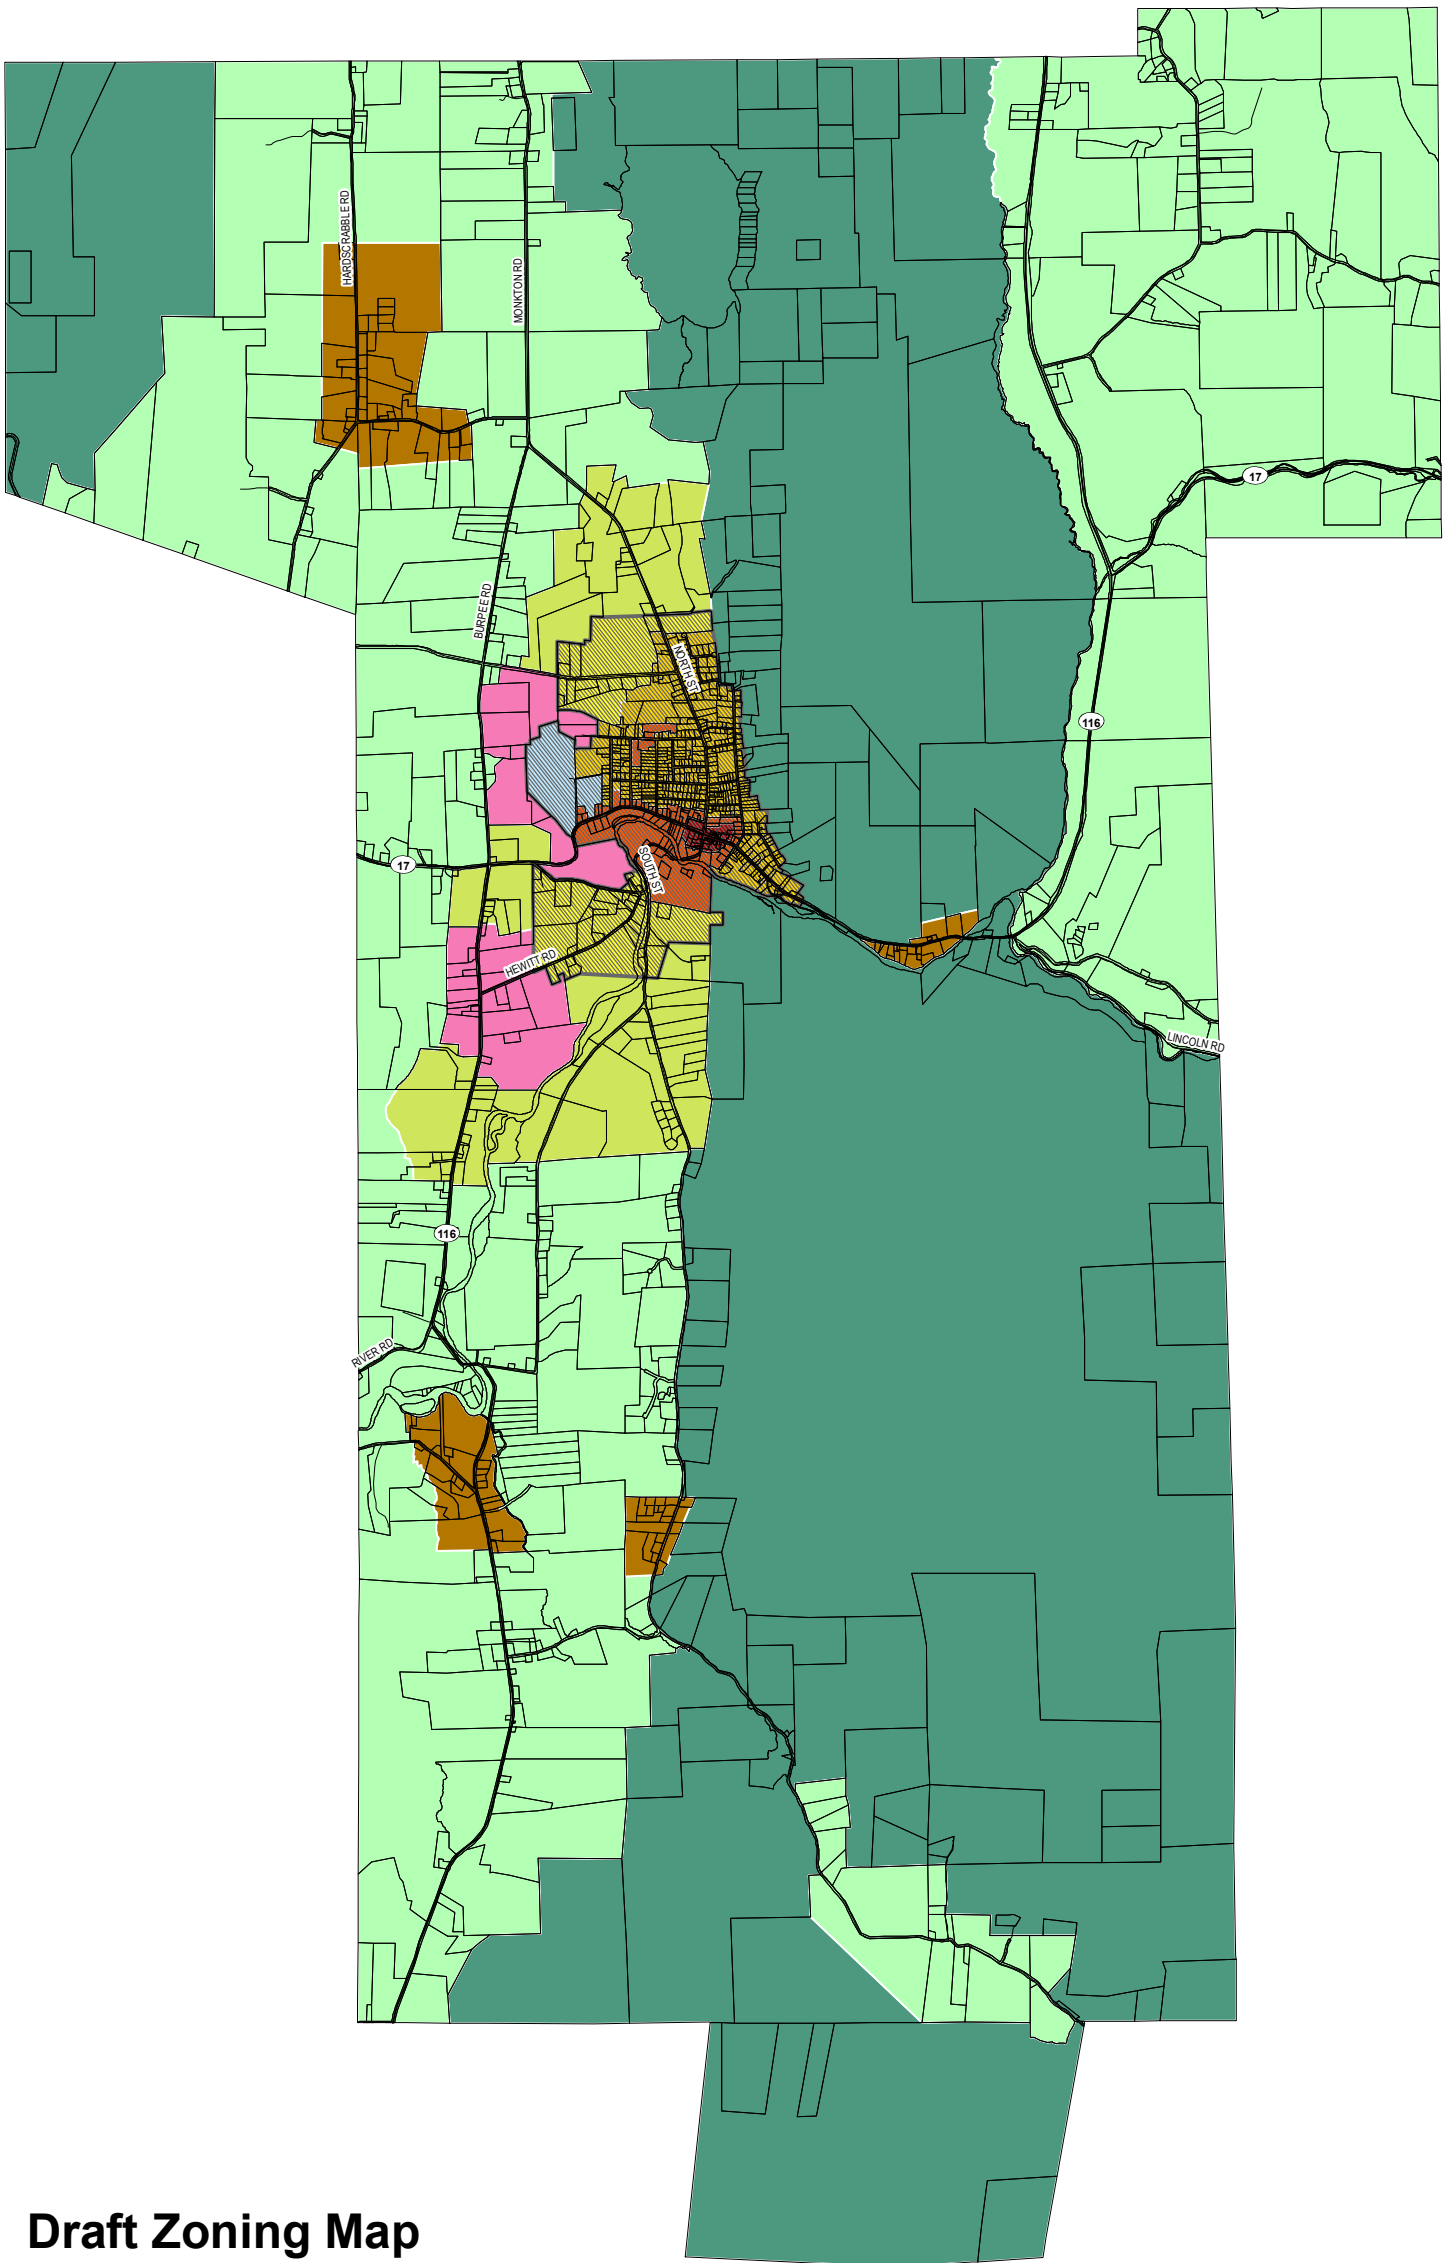 HARDSCRABBLE RD
MONKTON RD
17
BURPEE RD
NORTH ST
116
17
SOUTH ST
HEWITT RD
LINCOLN RD
116
RIVER RD
Draft Zoning Map